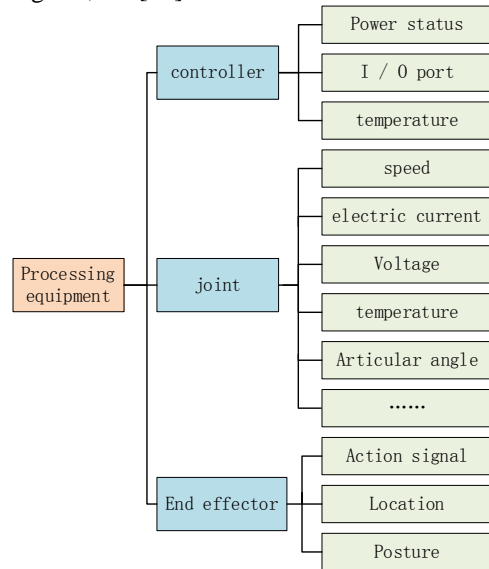 Power status
controller
I / O port
temperature
speed
electric current
Processing
equipment
joint
Voltage
temperature
Articular angle
……
Action signal
End effector
Location
Posture